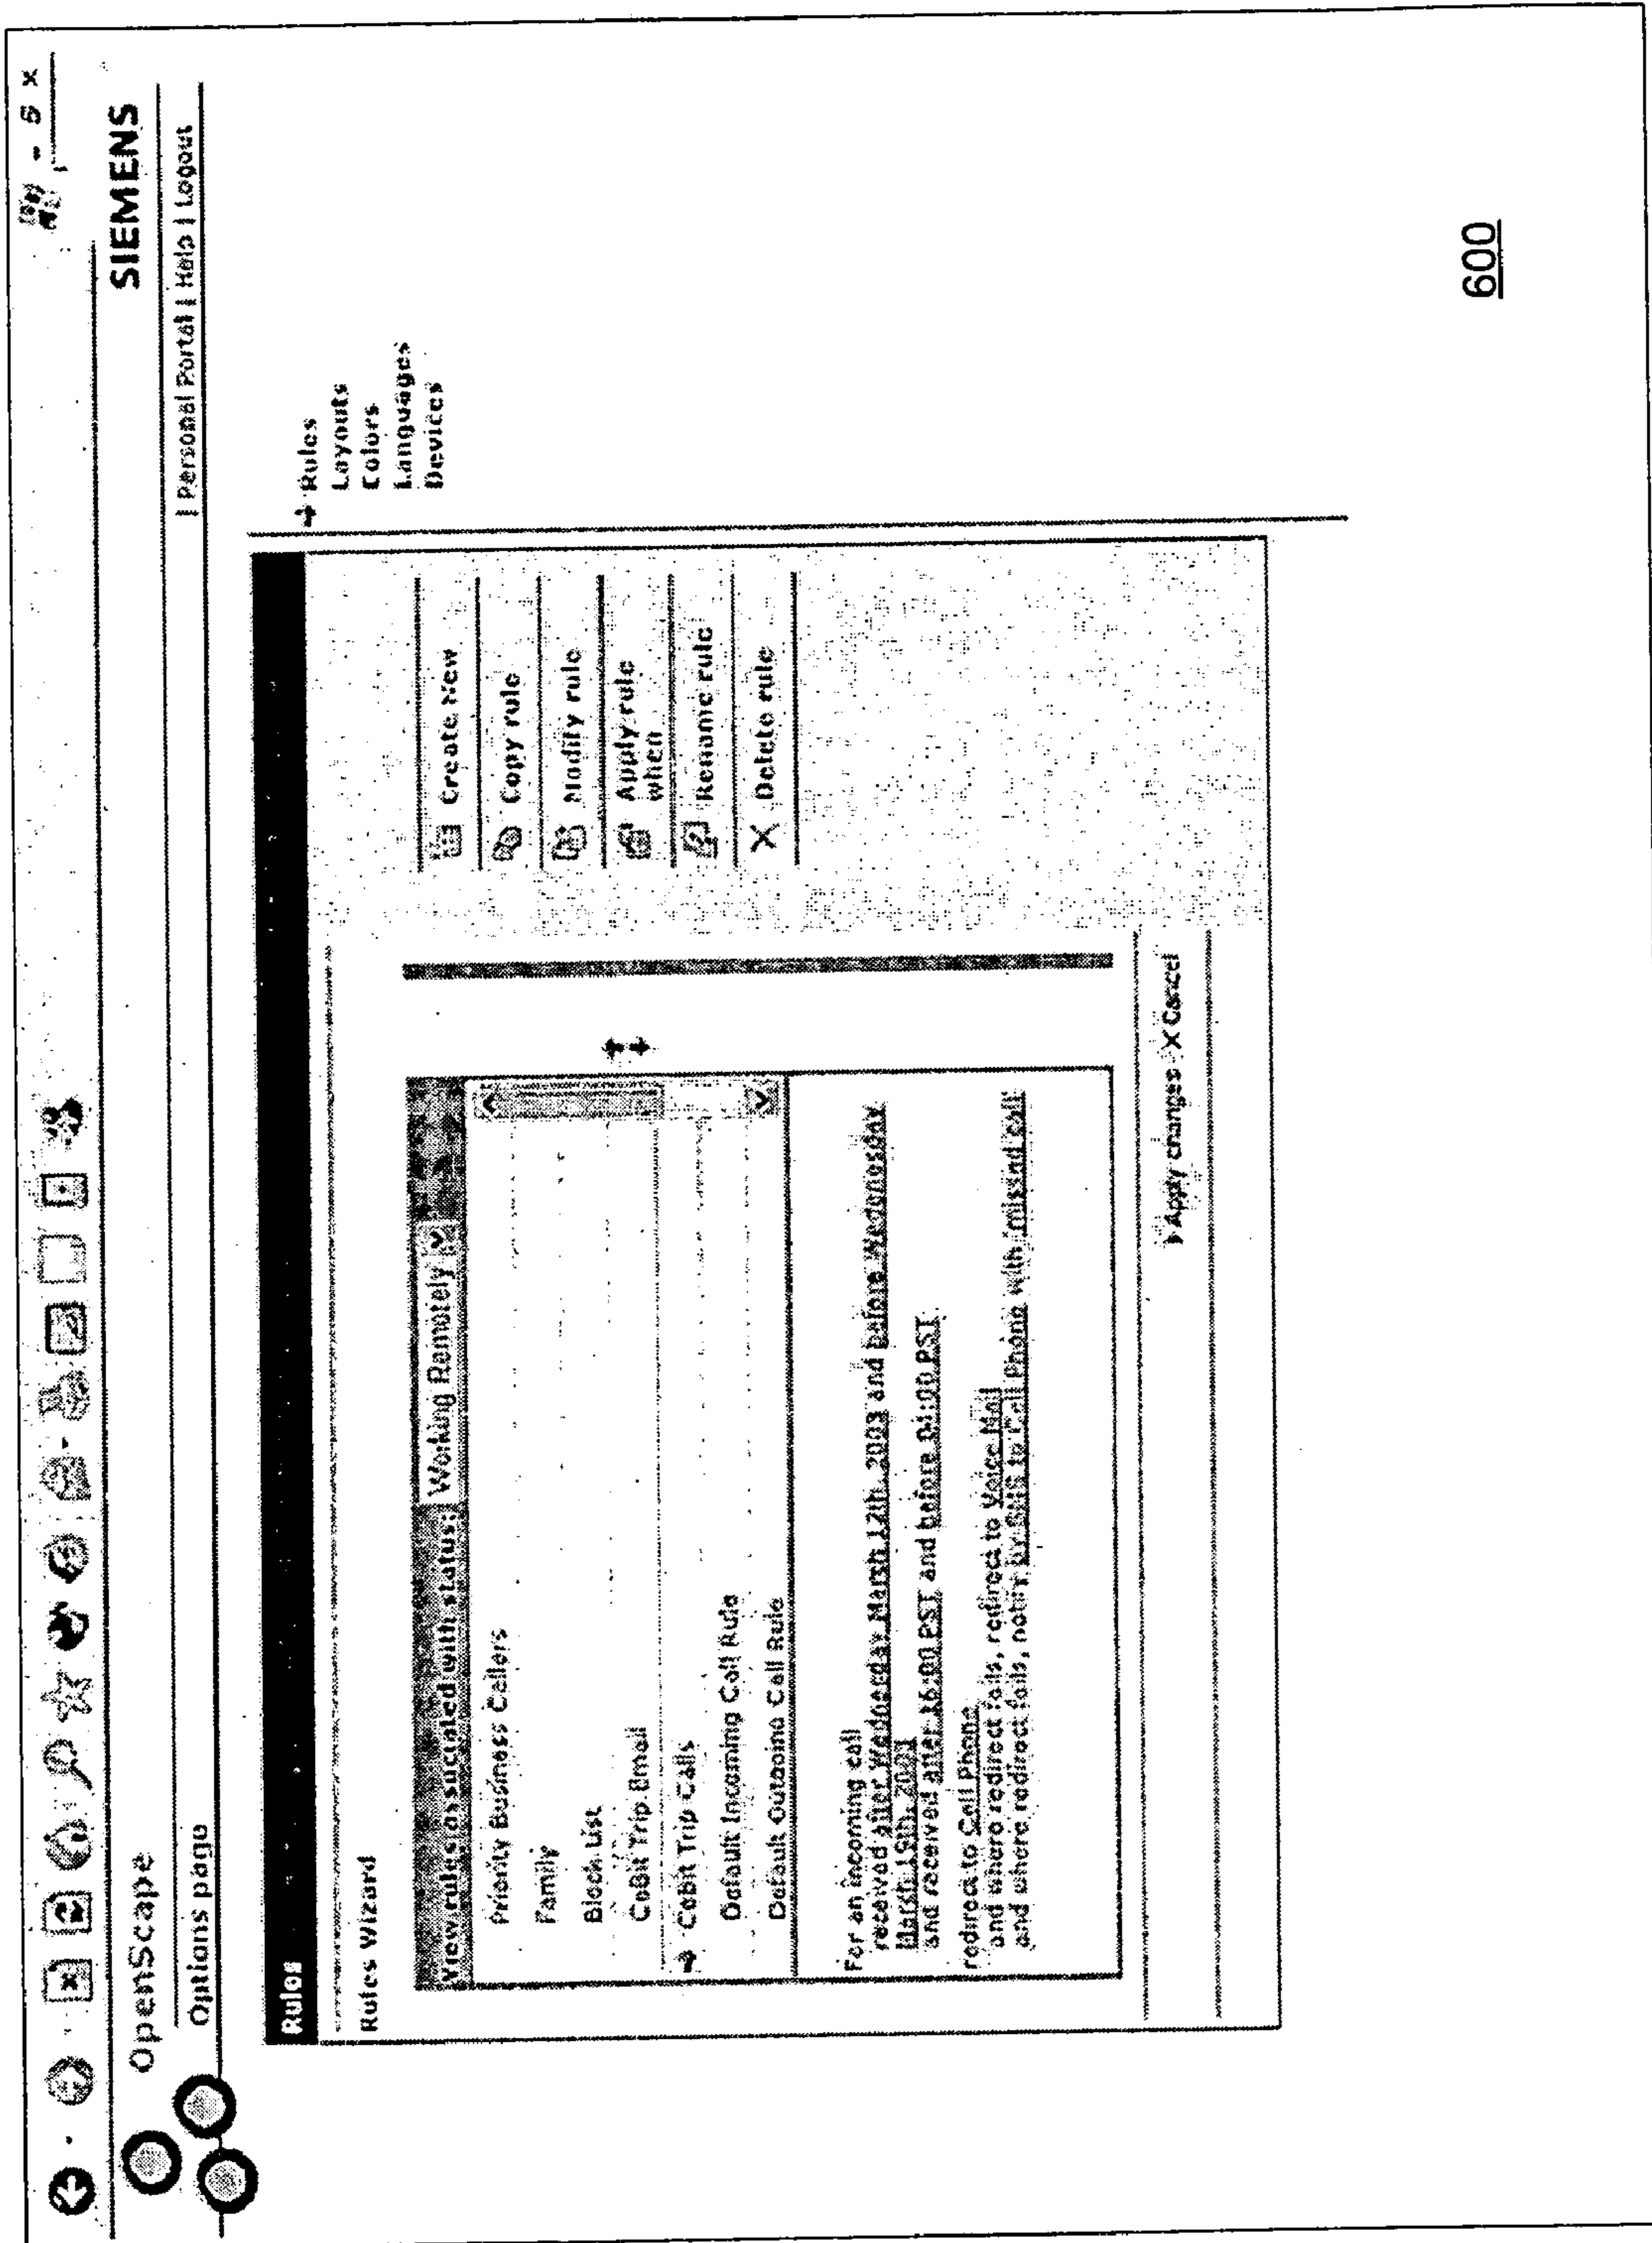 SIEMENS
OpenScape
Options page
| Personal Portal | Help | Logout
Rules
Rules Wizard
View rules associated with status:
Working Remotely
Priority Business Callers
Family
Block List
CeBit Trip Email
Cebit Trip Calls
Default Incoming Call Rule
Default Outgoing Call Rule
For an incoming call
received after Wednesday Marsh 12th, 2003 and before Wednesday
Marsh 19th, 2003
and received after 16:00 PST and before 04:00 PST
redirect to Cell Phone
and where redirect fails, redirect to Voice Mail
and where redirect fails, notify by SMS to Cell Phone with 'missed call'
Apply changes X Cancel
Create New
Copy rule
Modify rule
Apply rule
when
Rename rule
X Delete rule
Rules
Layouts
Colors
Languages
Devices
600